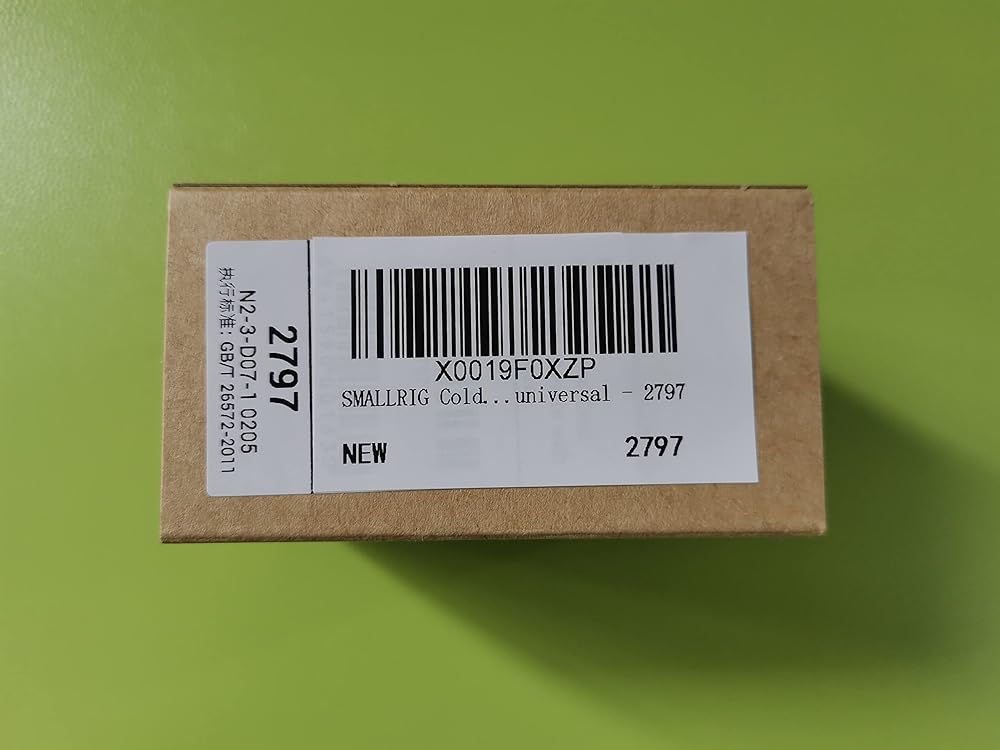 2797
N2-3-D07-1 0205
执行标准: GB/T 26572-2011
X0019F0XZP
SMALLRIG Cold...universal - 2797
NEW
2797